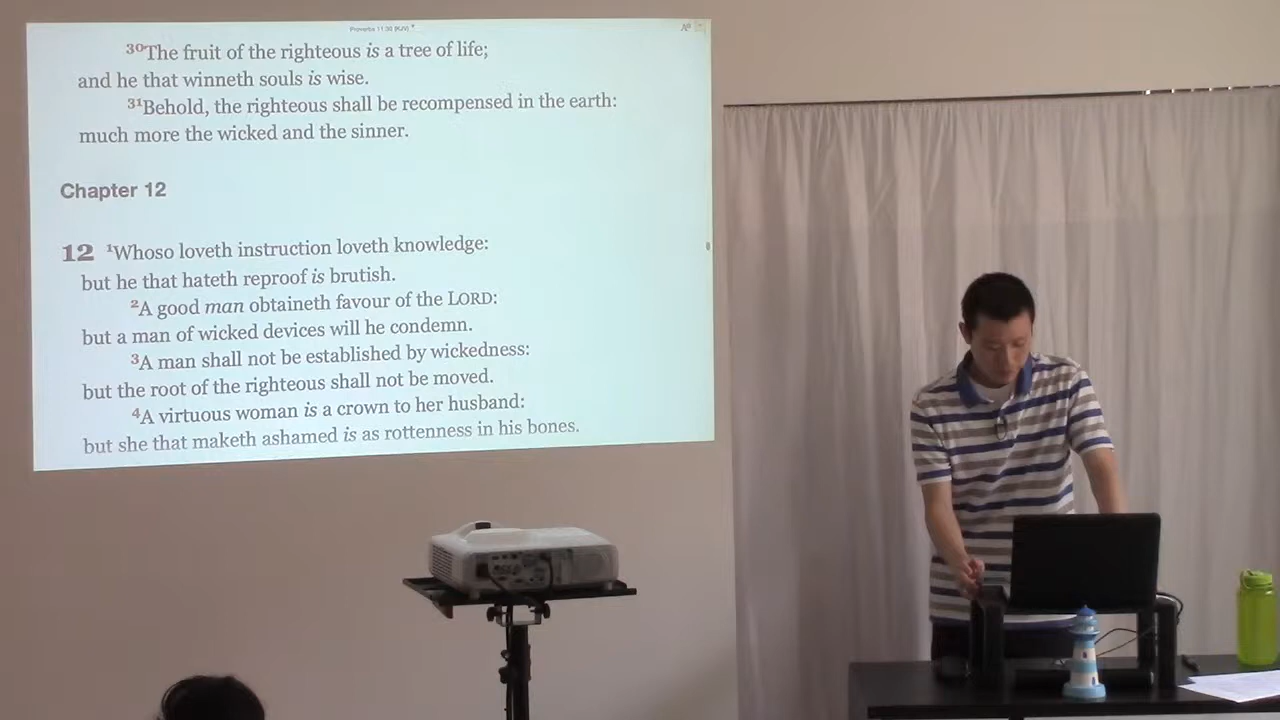 Proverbs 11:30 (KJV)
30The fruit of the righteous is a tree of life;
and he that winneth souls is wise.
31Behold, the righteous shall be recompensed in the earth:
much more the wicked and the sinner.
Chapter 12
12 1Whoso loveth instruction loveth knowledge:
but he that hateth reproof is brutish.
2A good man obtaineth favour of the LORD:
but a man of wicked devices will he condemn.
3A man shall not be established by wickedness:
but the root of the righteous shall not be moved.
4A virtuous woman is a crown to her husband:
but she that maketh ashamed is as rottenness in his bones.